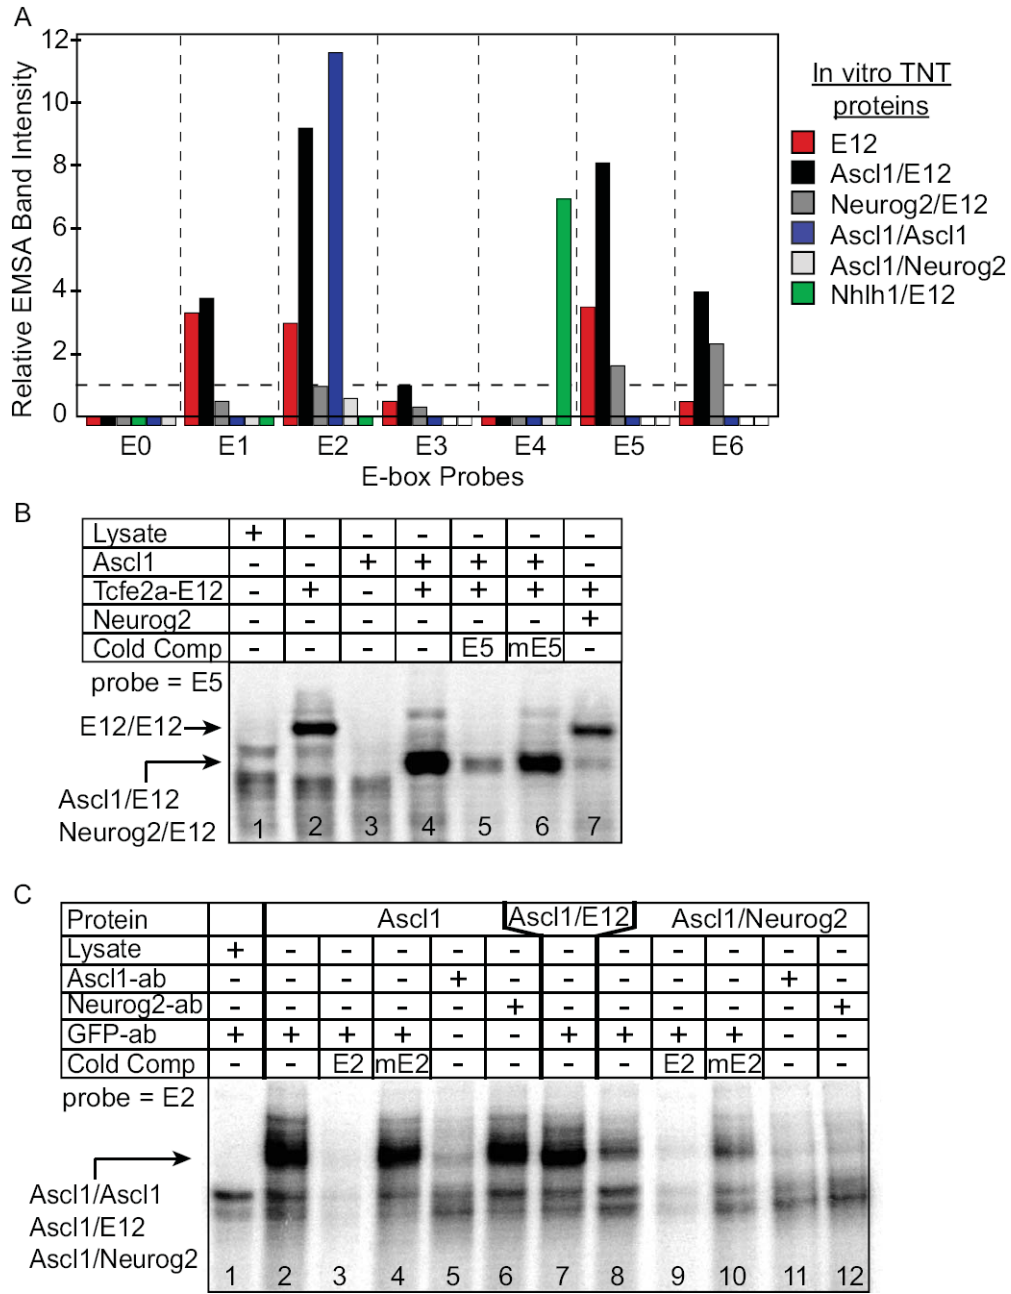 A
Relative EMSA Band Intensity
12
10
8
6
4
2
0
E0 E1 E2 E3 E4 E5 E6
E-box Probes
In vitro TNT
proteins
E12
Ascl1/E12
Neurog2/E12
Ascl1/Ascl1
Ascl1/Neurog2
Nhlh1/E12
B
Lysate + - - - - - -
Ascl1 - - + + + + -
Tcfe2a-E12 - + - + + + +
Neurog2 - - - - - - +
Cold Comp - - - - E5 mE5 -
probe = E5
E12/E12
Ascl1/E12
Neurog2/E12
1 2 3 4 5 6 7
C
Protein Ascl1 Ascl1/E12 Ascl1/Neurog2
Lysate + - - - - - - - - - - -
Ascl1-ab - - - - + - - - - - + -
Neurog2-ab - - - - - + - - - - - +
GFP-ab + + + + - - + + + + - -
Cold Comp - - E2 mE2 - - - - E2 mE2 - -
probe = E2
Ascl1/Ascl1
Ascl1/E12
Ascl1/Neurog2
1 2 3 4 5 6 7 8 9 10 11 12